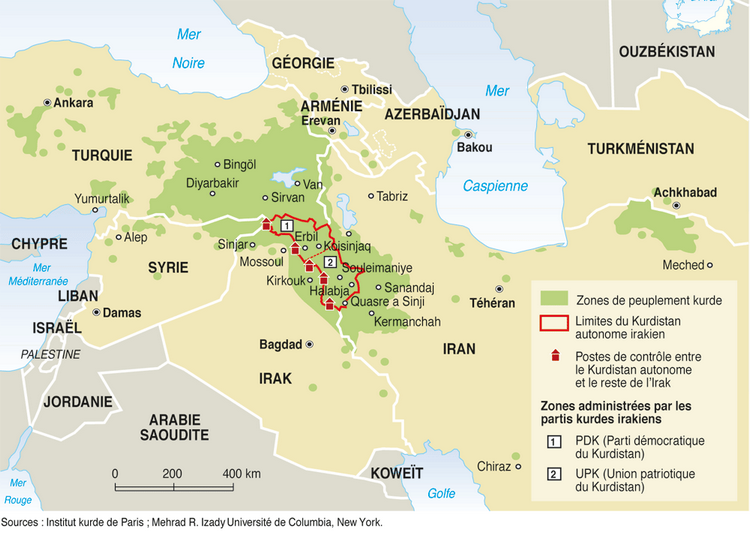 Mer
Noire
GÉORGIE
Tbilissi
OUZBÉKISTAN
Ankara
ARMÉNIE
Erevan
AZERBAÏDJAN
Mer
Bakou
Caspienne
TURKMÉNISTAN
TURQUIE
Bingöl
Diyarbakir
Van
Sirvan
Tabriz
Achkhabad
Yumurtalik
Alep
Sinjar
1
Erbil
Koisinjaq
CHYPRE
Mossoul
2
Souleimaniye
Meched
Mer
Méditerranée
SYRIE
Kirkouk
Halabja
Sanandaj
LIBAN
Quasre a Sinji
Téhéran
Damas
Kermanchah
ISRAËL
PALESTINE
Bagdad
IRAN
IRAK
JORDANIE
ARABIE
SAOUDITE
KOWEÏT
Chiraz
Mer
Rouge
Golfe
0 200 400 km
Zones de peuplement kurde
Limites du Kurdistan
autonome irakien
Postes de contrôle entre
le Kurdistan autonome
et le reste de l'Irak
Zones administrées par les
partis kurdes irakiens
1 PDK (Parti démocratique
du Kurdistan)
2 UPK (Union patriotique
du Kurdistan)
Sources : Institut kurde de Paris ; Mehrad R. Izady Université de Columbia, New York.